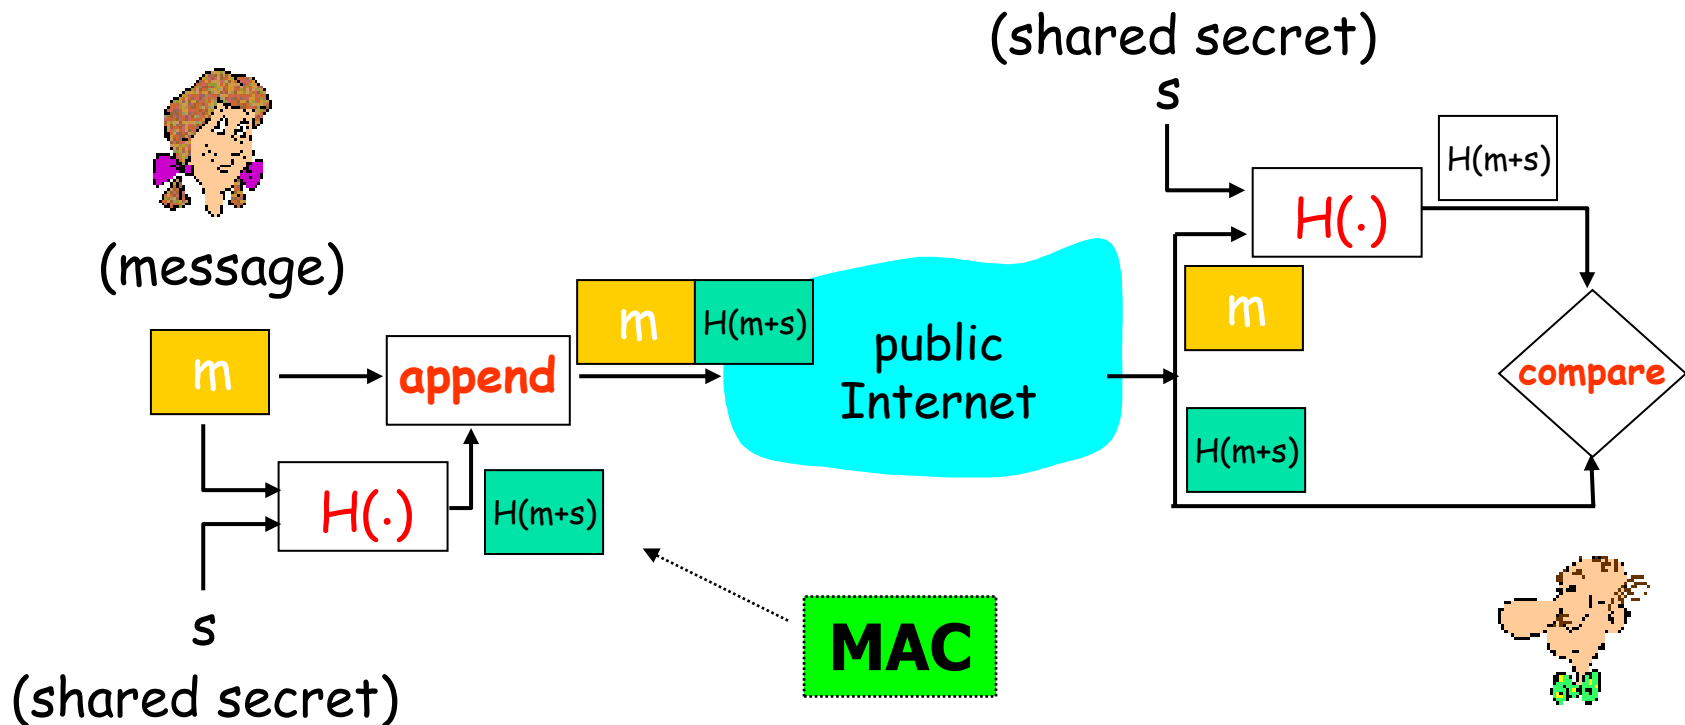 (shared secret)
s
H(m+s)
H(.)
(message)
m
H(m+s)
m
m
append
public
Internet
compare
H(m+s)
H(.)
H(m+s)
s
MAC
(shared secret)